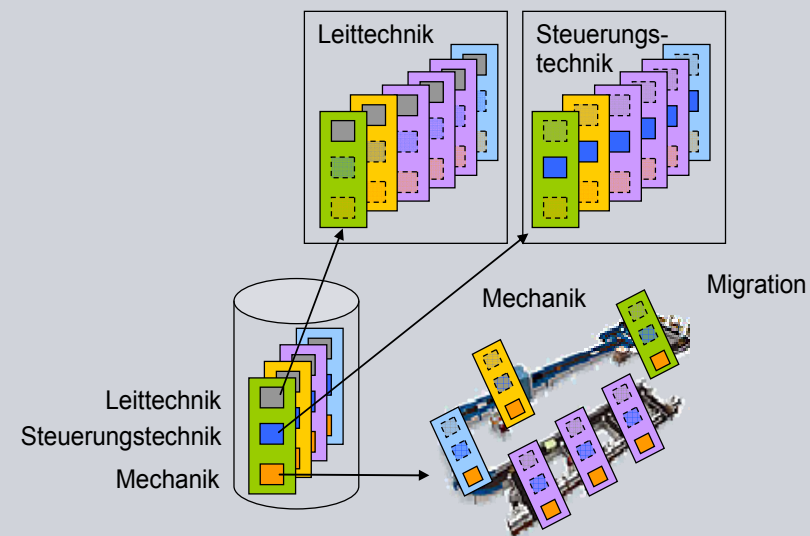 Leittechnik
Steuerungs-
technik
Mechanik
Migration
Leittechnik
Steuerungstechnik
Mechanik